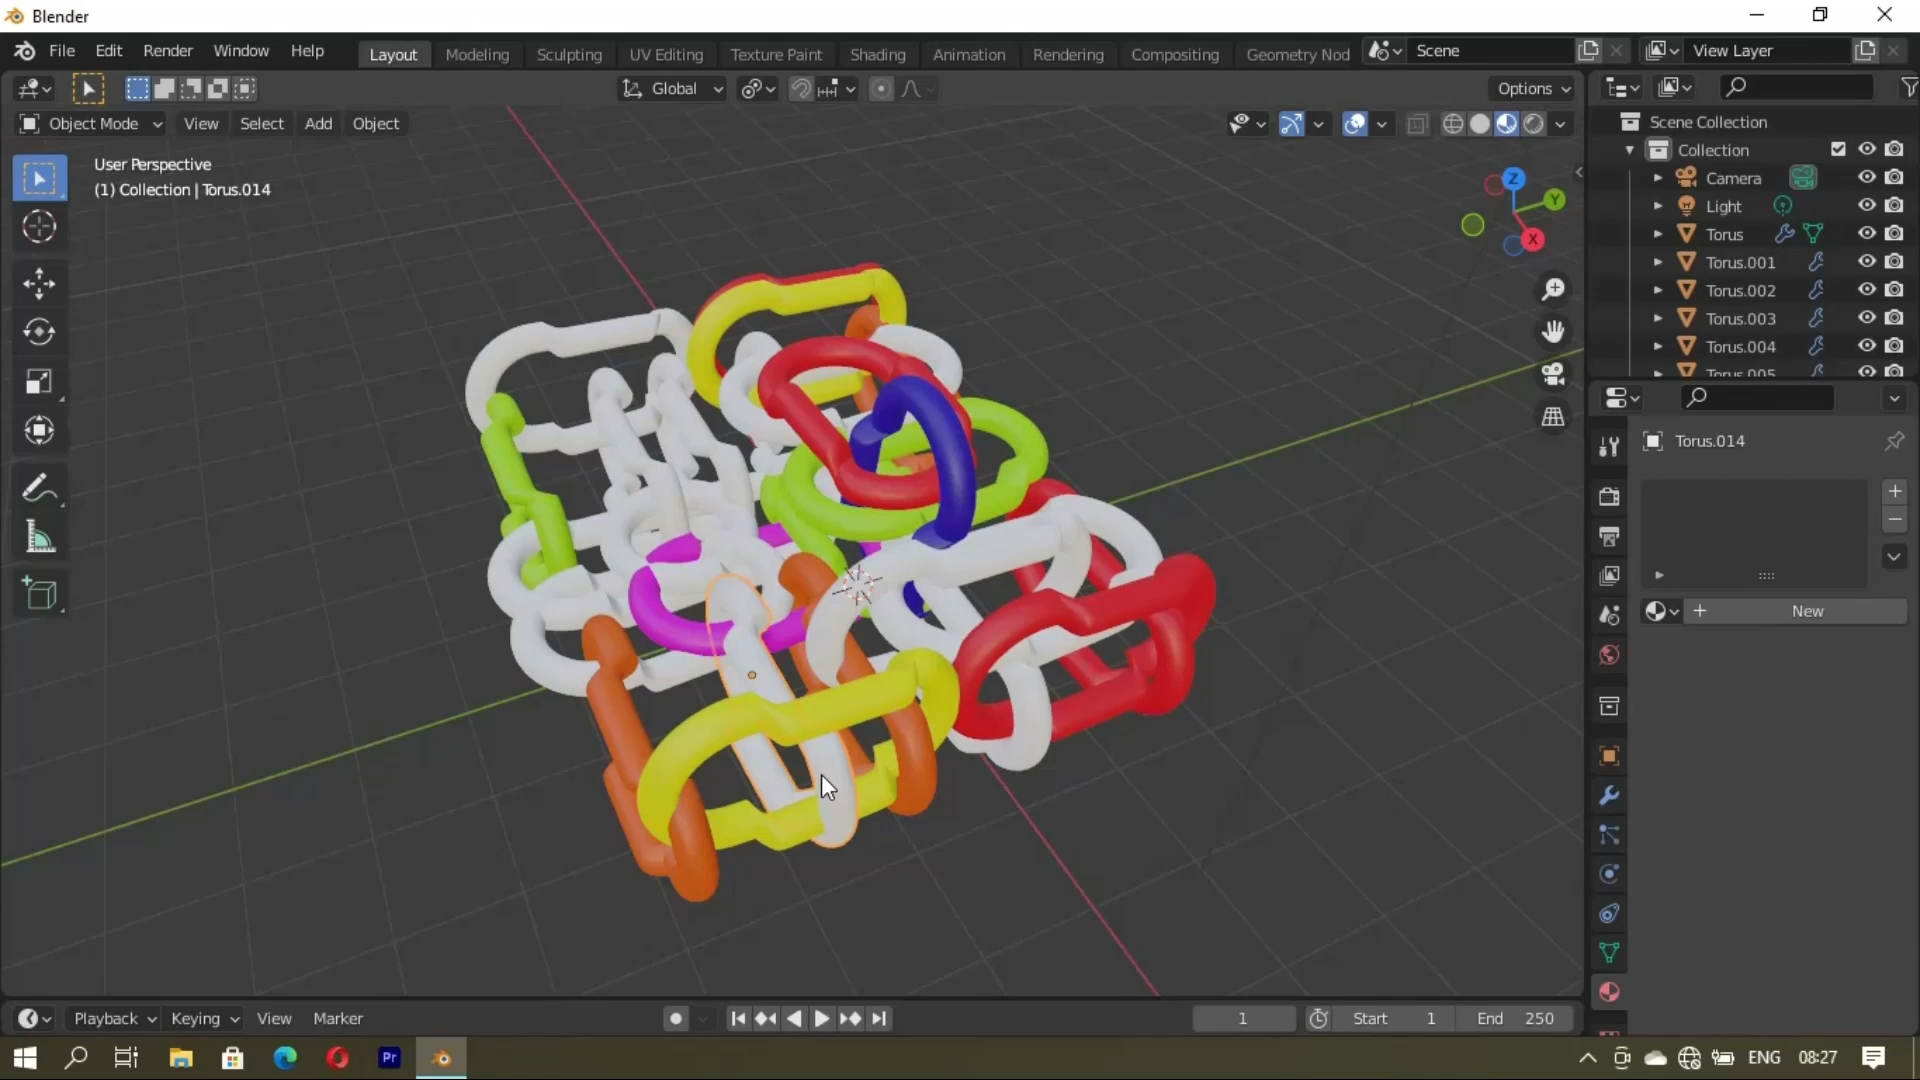 Blender
File Edit Render Window Help Layout Modeling Sculpting UV Editing Texture Paint Shading Animation Rendering Compositing Geometry Nod Scene View Layer
Global Options
Object Mode View Select Add Object
User Perspective
(1) Collection | Torus.014
Z
Y
X
Scene Collection
Collection
Camera
Light
Torus
Torus.001
Torus.002
Torus.003
Torus.004
Torus.005
Torus.014
New
Playback Keying View Marker 1 Start 1 End 250
Pr ENG 08:27